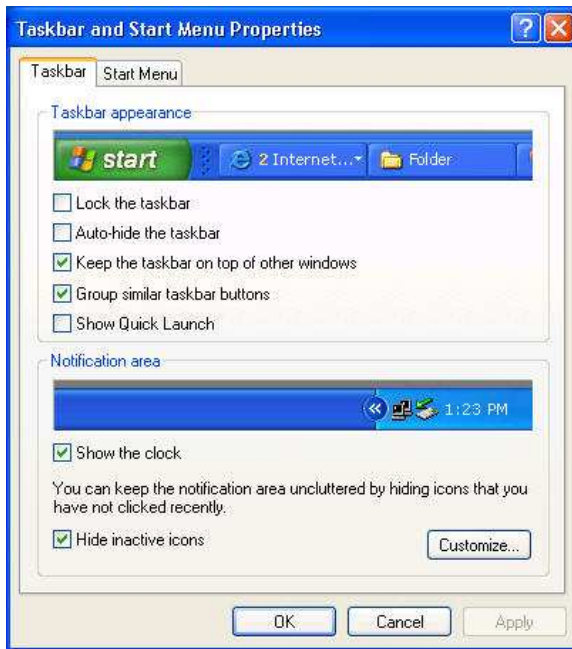 Taskbar and Start Menu Properties
Taskbar Start Menu
Taskbar appearance
start 2 Internet... Folder
Lock the taskbar
Auto-hide the taskbar
Keep the taskbar on top of other windows
Group similar taskbar buttons
Show Quick Launch
Notification area
1:23 PM
Show the clock
You can keep the notification area uncluttered by hiding icons that you
have not clicked recently.
Hide inactive icons Customize...
OK Cancel Apply